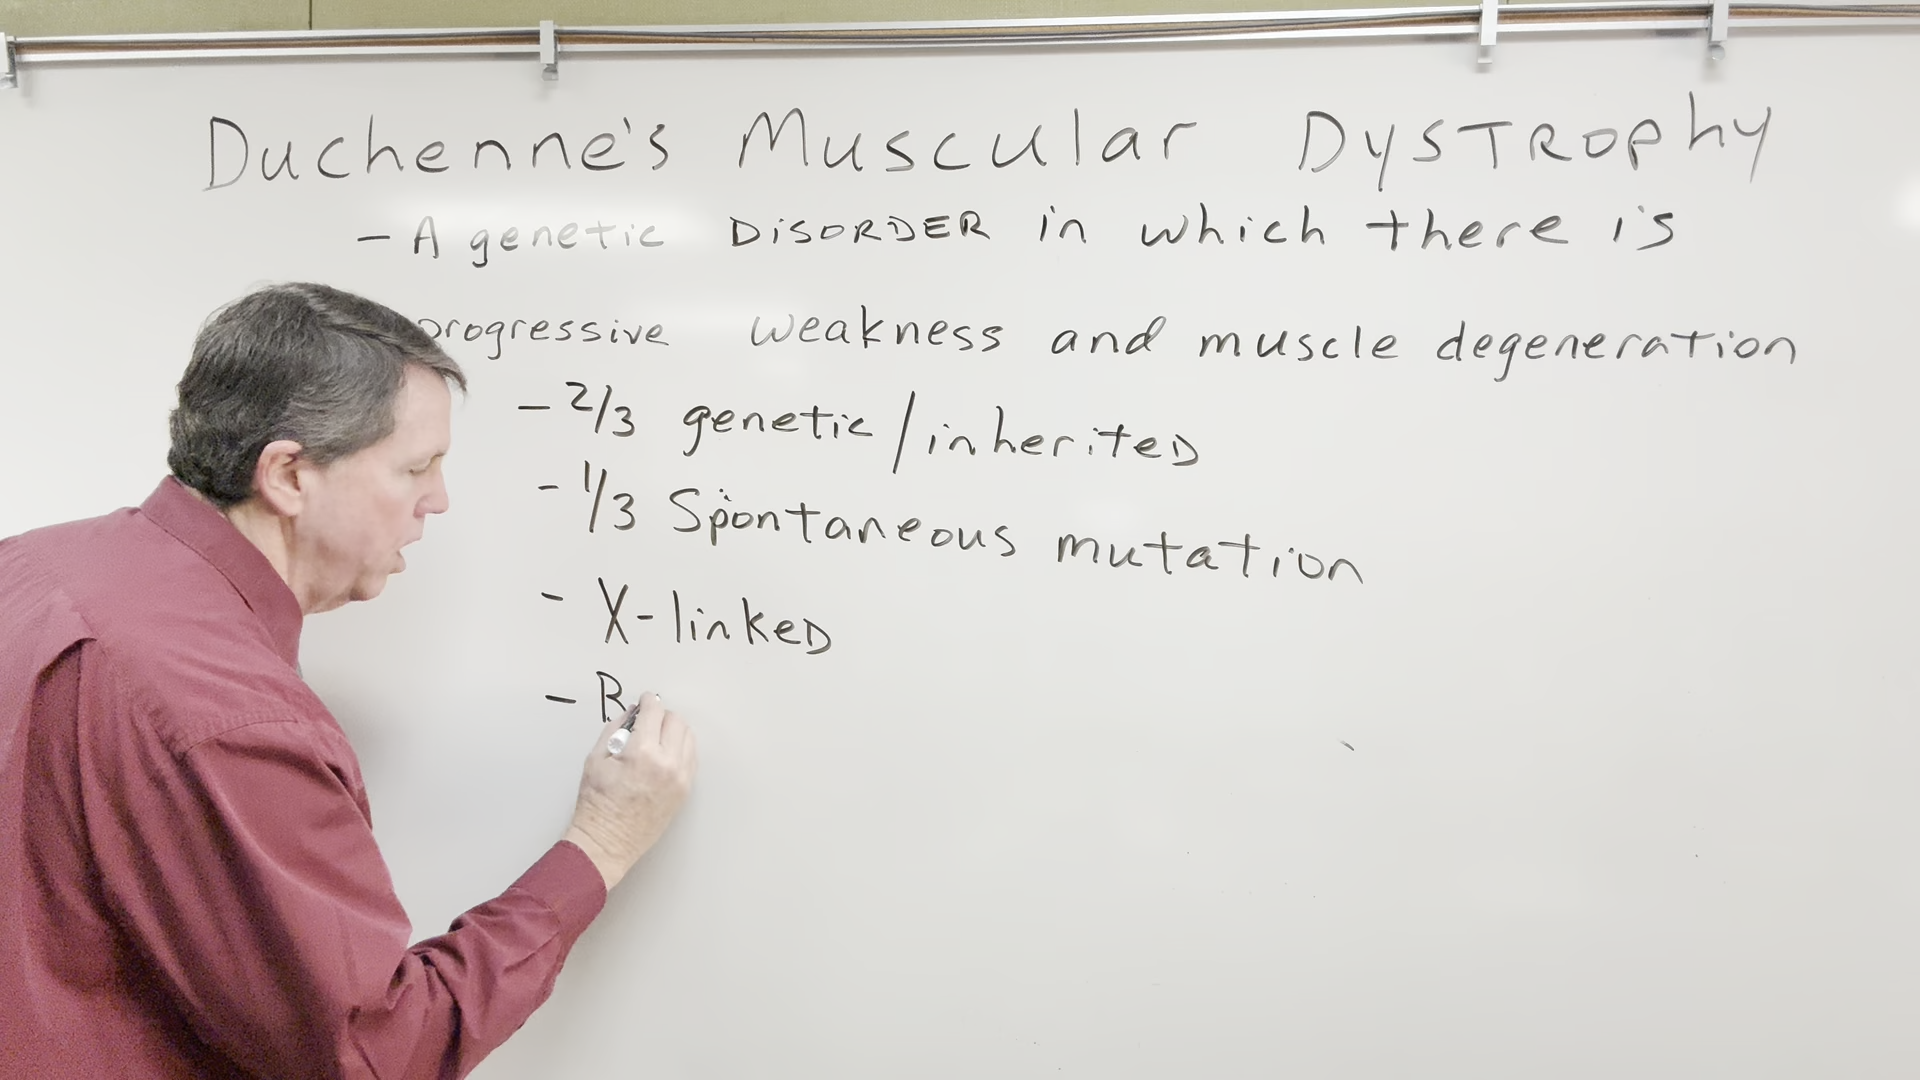 Duchenne's Muscular DYSTROPhy
- A genetic DiSORDER in which there is
progressive weakness and muscle degeneration
- 2/3 genetic/inheriteD
- 1/3 Spontaneous mutation
- X-linkeD
- R